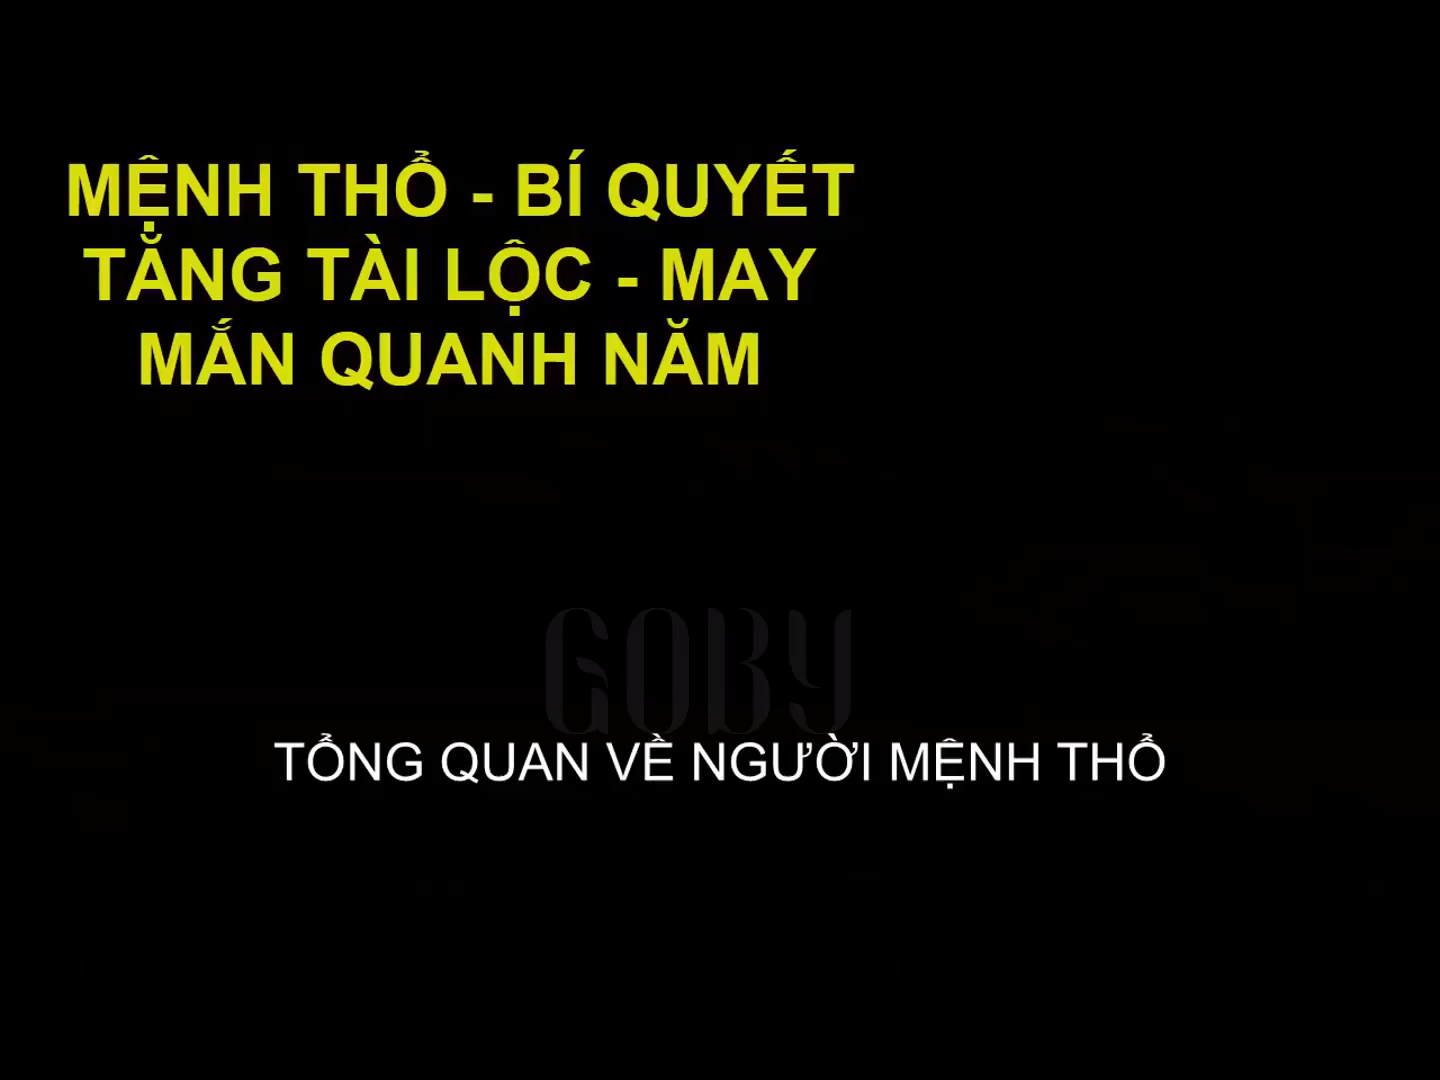 MỆNH THỔ - BÍ QUYẾT
TĂNG TÀI LỘC - MAY
MẮN QUANH NĂM
GOBY
TỔNG QUAN VỀ NGƯỜI MỆNH THỔ